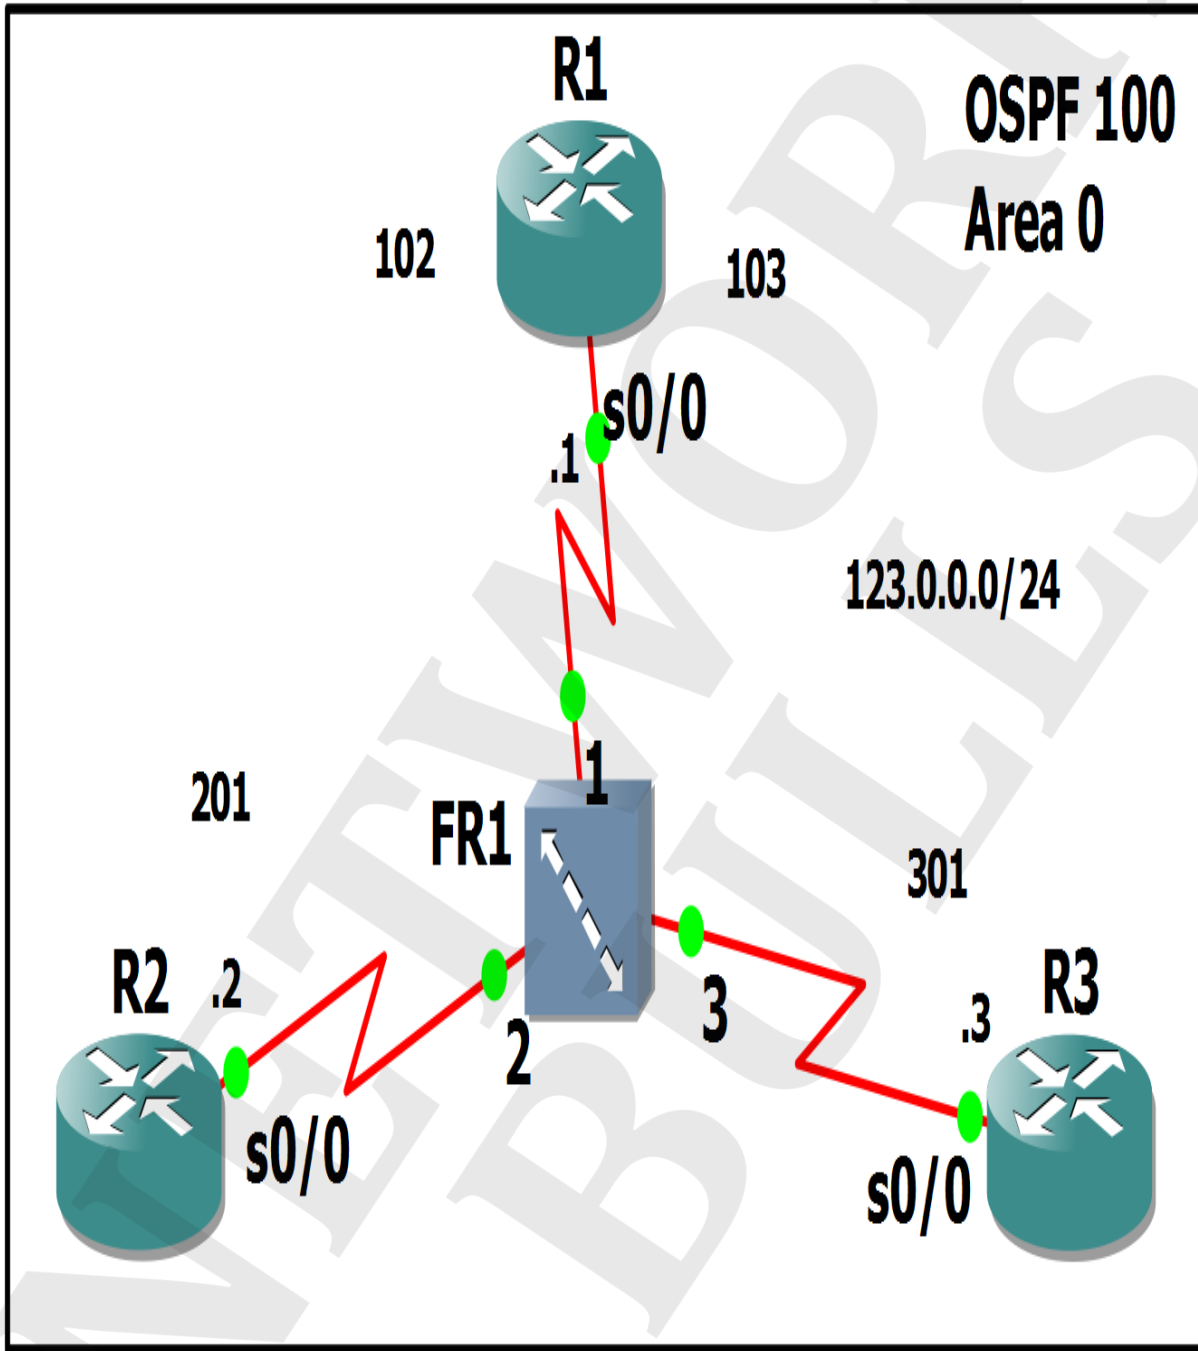 R1
OSPF 100
Area 0
102
103
s0/0
.1
123.0.0.0/24
1
201
FR1
301
R2
.2
2
3
.3
R3
s0/0
s0/0
NETWORK
BULLS